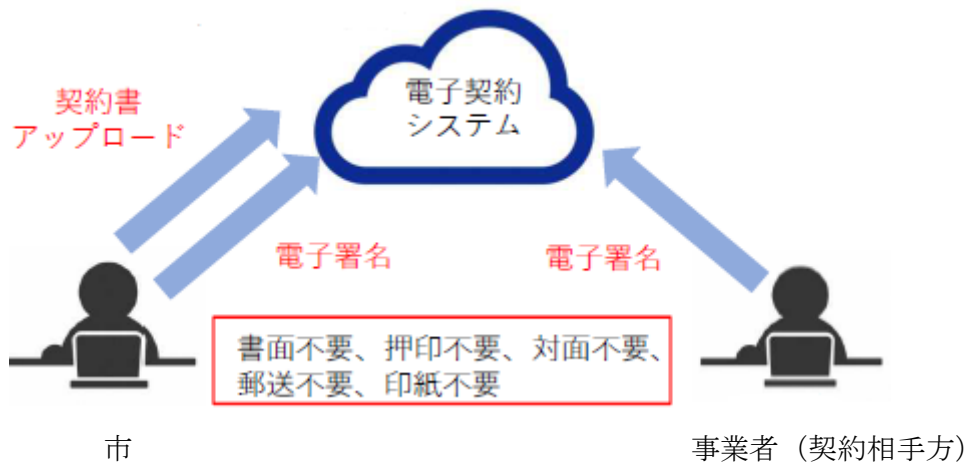 電子契約
システム
契約書
アップロード
電子署名
電子署名
書面不要、押印不要、対面不要、
郵送不要、印紙不要
市
事業者（契約相手方）